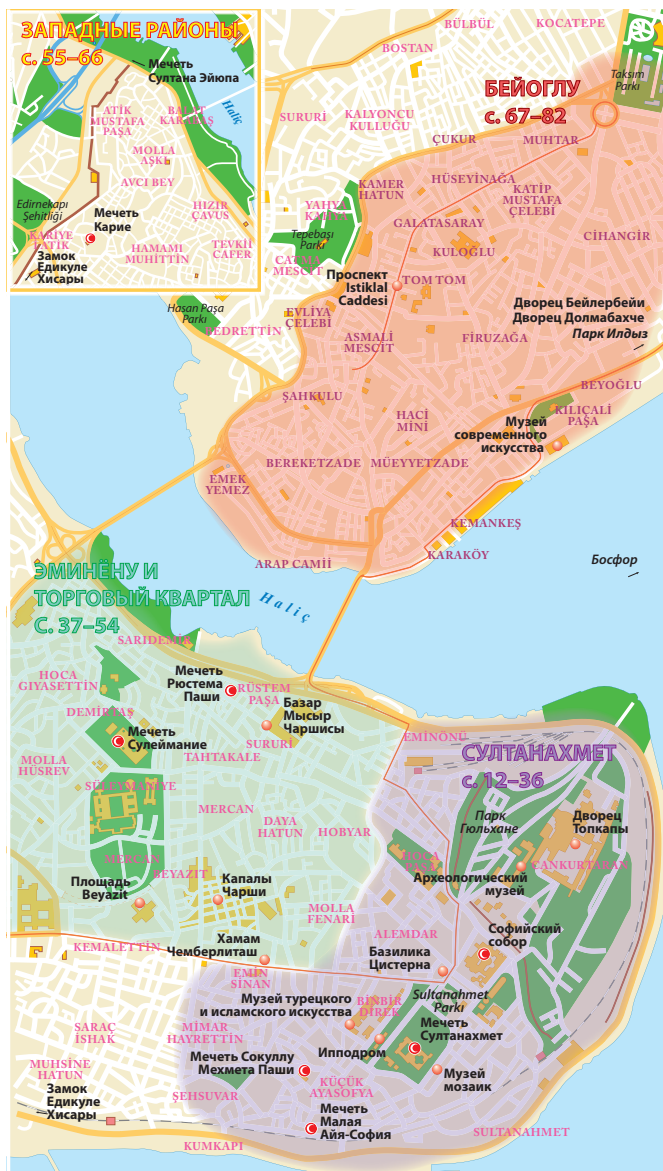 ЗАПАДНЫЕ РАЙОНЫ
с. 55–66
Мечеть
Султана Эйюпа
Haliç
ATİK
MUSTAFA
PAŞA
BALAT
KARABAŞ
MOLLA
AŞKI
AVCI BEY
Edirnekapı
Şehitliği
HIZIR
ÇAVUS
Мечеть
Карие
KARİYE
ATİK
Замок
Едикуле
Хисары
HAMAMI
MUHİTTİN
TEVKİİ
CAFER
BÜLBÜL
KOCATEPE
BOSTAN
БЕЙОГЛУ
с. 67–82
Taksim
Parkı
SURURİ
KALYONCU
KULLUĞU
ÇUKUR
MUHTAR
KAMER
HATUN
HÜSEYİNAĞA
KATİP
MUSTAFA
ÇELEBİ
YAHYA
KAHYA
GALATASARAY
CİHANGİR
Tepebaşı
Parkı
KULOĞLU
CATMA
MESCİT
Проспект
Istiklal
Caddesi
TOM TOM
Дворец Бейлербейи
Дворец Долмабахче
Парк Илдыз
Hasan Paşa
Parkı
BEDRETTİN
EVLİYA
ÇELEBİ
ASMALİ
MESCİT
FİRUZAĞA
BEYOĞLU
ŞAHKULU
KILIÇALİ
PAŞA
HACİ
MİNİ
Музей
современного
искусства
BEREKETZADE
MÜEYYETZADE
EMEK
YEMEZ
KEMANKEŞ
KARAKÖY
ARAP CAMİİ
Босфор
ЭМИНЁНУ И
ТОРГОВЫЙ КВАРТАЛ
С. 37–54
Haliç
SARIDEMİR
HOCA
GIYASETTİN
Мечеть
Рюстема
Паши
RÜSTEM
PAŞA
Базар
Мысыр
Чаршисы
DEMİRTAŞ
Мечеть
Сулеймание
SURURİ
TAHTAKALE
EMİNÖNÜ
СУЛТАНАХМЕТ
с. 12–36
MOLLA
HÜSREV
SÜLEYMANİYE
MERCAN
DAYA
HATUN
HOBYAR
Парк
Гюльхане
Дворец
Топкапы
MERCAN
BEYAZIT
HOCA
CANKURTARAN
Археологический
музей
Площадь
Beyazit
Капалы
Чарши
MOLLA
FENARİ
Софийский
собор
ALEMDAR
KEMALETTİN
Хамам
Чемберлиташ
Базилика
Цистерна
EMİN
SİNAN
Музей турецкого
и исламского искусства
BİNBİR
DİREK
Sultanahmet
Parkı
SARAÇ
İSHAK
MİMAR
HAYRETTİN
Мечеть
Султанахмет
Ипподром
MUHSİNE
HATUN
Мечеть Сокуллу
Мехмета Паши
Музей
мозаик
KÜÇÜK
AYASOFYA
Замок
Едикуле
Хисары
ŞEHSUVAR
Мечеть
Малая
Айя-София
KUMKAPI
SULTANAHMET